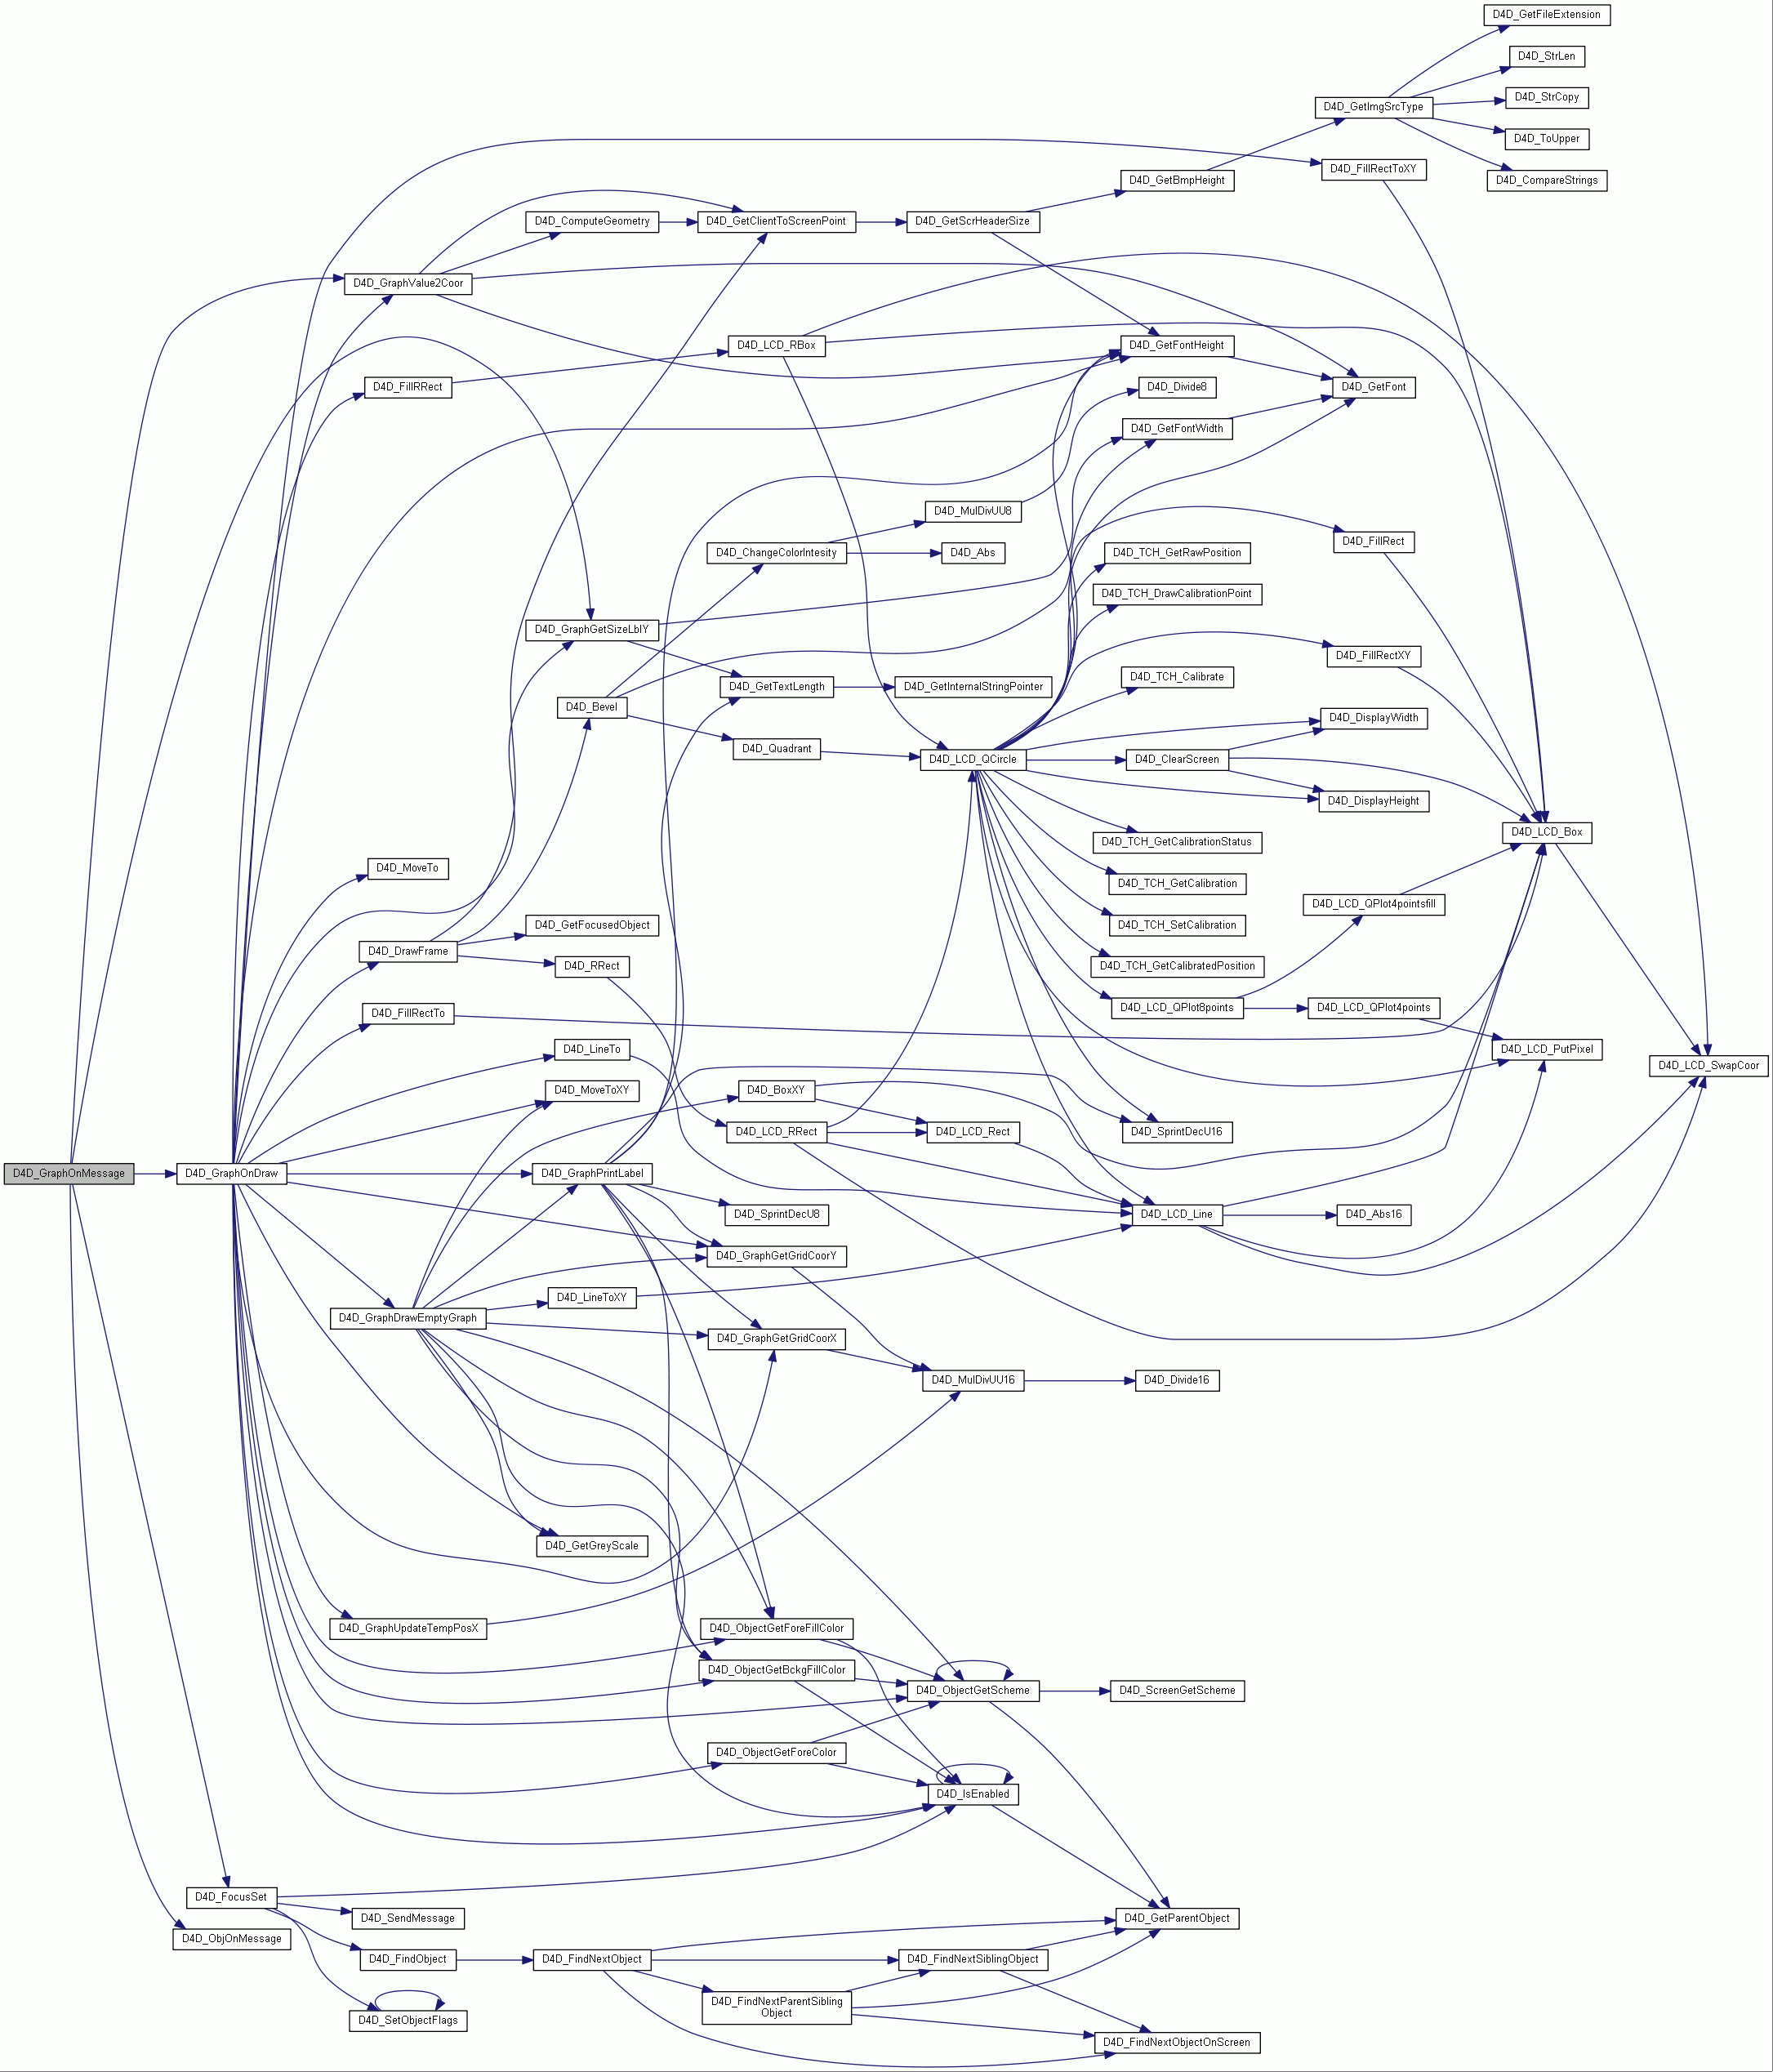 D4D_GetFileExtension
D4D_StrLen
D4D_GetImgSrcType
D4D_StrCopy
D4D_ToUpper
D4D_FillRectToXY
D4D_GetBmpHeight
D4D_CompareStrings
D4D_ComputeGeometry
D4D_GetClientToScreenPoint
D4D_GetScrHeaderSize
D4D_GraphValue2Coor
D4D_LCD_RBox
D4D_GetFontHeight
D4D_FillRRect
D4D_Divide8
D4D_GetFont
D4D_GetFontWidth
D4D_MulDivUU8
D4D_FillRect
D4D_ChangeColorIntesity
D4D_Abs
D4D_TCH_GetRawPosition
D4D_TCH_DrawCalibrationPoint
D4D_GraphGetSizeLblY
D4D_FillRectXY
D4D_TCH_Calibrate
D4D_GetTextLength
D4D_GetInternalStringPointer
D4D_Bevel
D4D_DisplayWidth
D4D_Quadrant
D4D_LCD_QCircle
D4D_ClearScreen
D4D_DisplayHeight
D4D_LCD_Box
D4D_TCH_GetCalibrationStatus
D4D_MoveTo
D4D_TCH_GetCalibration
D4D_LCD_QPlot4pointsfill
D4D_GetFocusedObject
D4D_TCH_SetCalibration
D4D_DrawFrame
D4D_RRect
D4D_TCH_GetCalibratedPosition
D4D_FillRectTo
D4D_LCD_QPlot8points
D4D_LCD_QPlot4points
D4D_LineTo
D4D_LCD_PutPixel
D4D_LCD_SwapCoor
D4D_MoveToXY
D4D_BoxXY
D4D_LCD_RRect
D4D_LCD_Rect
D4D_SprintDecU16
D4D_GraphOnMessage
D4D_GraphOnDraw
D4D_GraphPrintLabel
D4D_SprintDecU8
D4D_LCD_Line
D4D_Abs16
D4D_GraphGetGridCoorY
D4D_LineToXY
D4D_GraphDrawEmptyGraph
D4D_GraphGetGridCoorX
D4D_MulDivUU16
D4D_Divide16
D4D_GetGreyScale
D4D_GraphUpdateTempPosX
D4D_ObjectGetForeFillColor
D4D_ObjectGetBckgFillColor
D4D_ObjectGetScheme
D4D_ScreenGetScheme
D4D_ObjectGetForeColor
D4D_IsEnabled
D4D_FocusSet
D4D_SendMessage
D4D_GetParentObject
D4D_ObjOnMessage
D4D_FindObject
D4D_FindNextObject
D4D_FindNextSiblingObject
D4D_FindNextParentSibling
Object
D4D_SetObjectFlags
D4D_FindNextObjectOnScreen